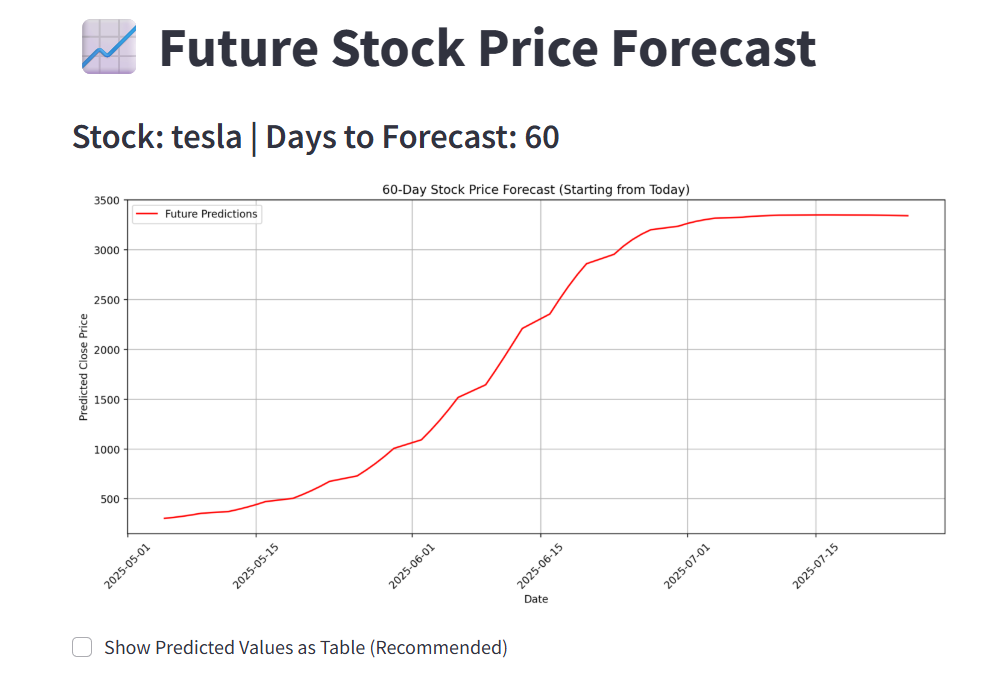 Future Stock Price Forecast
Stock: tesla | Days to Forecast: 60
60-Day Stock Price Forecast (Starting from Today)
Future Predictions
Predicted Close Price
3500
3000
2500
2000
1500
1000
500
2025-05-01
2025-05-15
2025-06-01
2025-06-15
2025-07-01
2025-07-15
Date
Show Predicted Values as Table (Recommended)